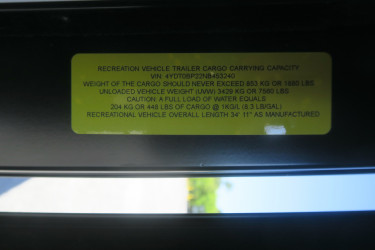 RECREATION VEHICLE TRAILER CARGO CARRYING CAPACITY
VIN: 4YDT0BP22NB453240
WEIGHT OF THE CARGO SHOULD NEVER EXCEED 853 KG OR 1880 LBS
UNLOADED VEHICLE WEIGHT (UVW) 3429 KG OR 7560 LBS
CAUTION: A FULL LOAD OF WATER EQUALS
204 KG OR 448 LBS OF CARGO @ 1KG/L (8.3 LB/GAL)
RECREATIONAL VEHICLE OVERALL LENGTH 34' 11" AS MANUFACTURED